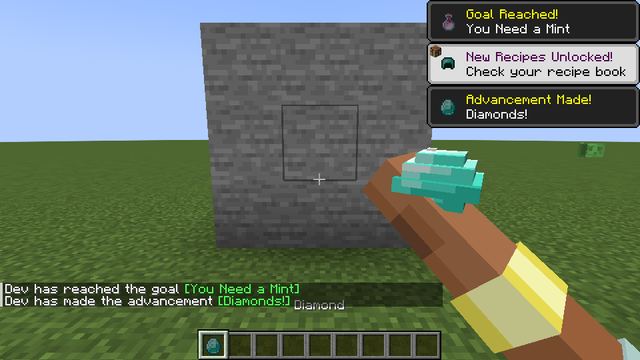 Goal Reached!
You Need a Mint
New Recipes Unlocked!
Check your recipe book
Advancement Made!
Diamonds!
Dev has reached the goal [You Need a Mint]
Dev has made the advancement [Diamonds!]
Diamond